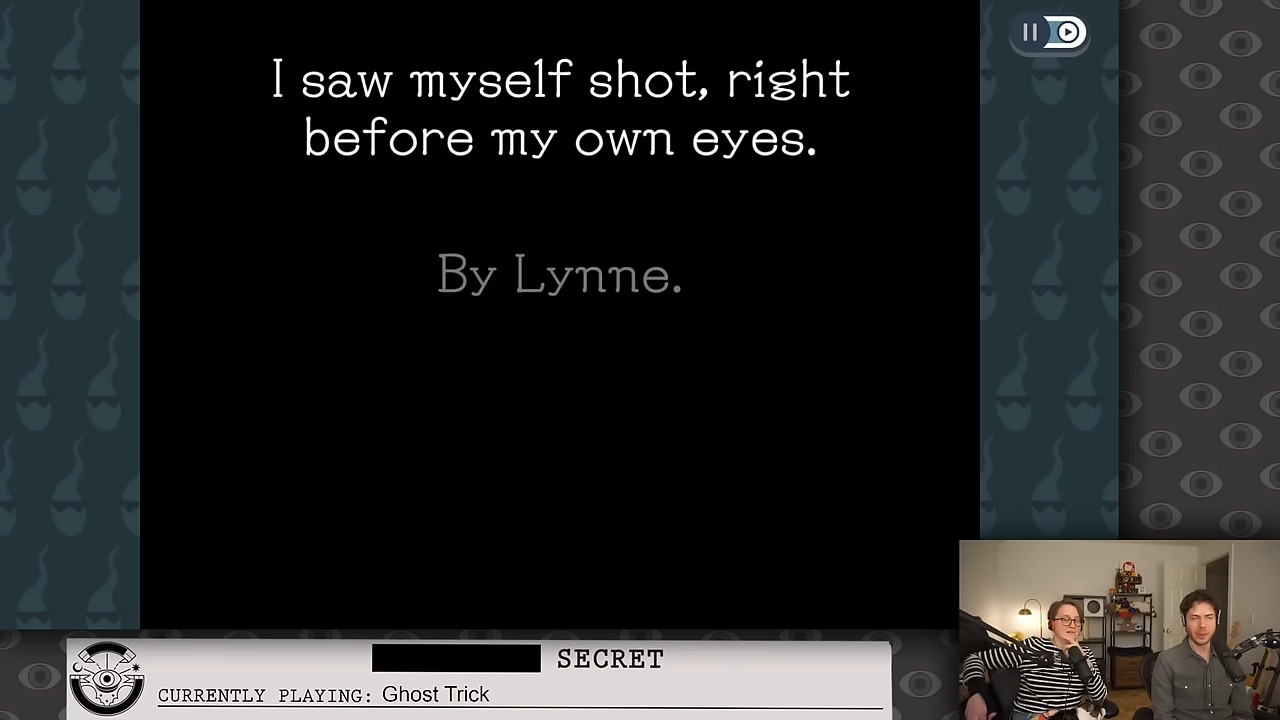 I saw myself shot, right
before my own eyes.
By Lynne.
SECRET
CURRENTLY PLAYING: Ghost Trick